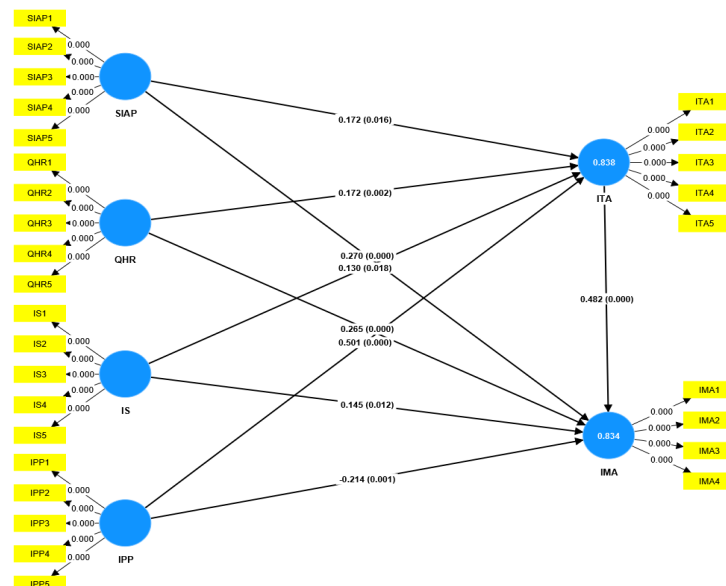 SIAP1
SIAP2
SIAP3
SIAP4
SIAP5
0.000
0.000
0.000
0.000
0.000
SIAP
QHR1
QHR2
QHR3
QHR4
QHR5
0.000
0.000
0.000
0.000
0.000
QHR
IS1
IS2
IS3
IS4
IS5
0.000
0.000
0.000
0.000
0.000
IS
IPP1
IPP2
IPP3
IPP4
IPP5
0.000
0.000
0.000
0.000
0.000
IPP
0.172 (0.016)
0.172 (0.002)
0.270 (0.000)
0.130 (0.018)
0.265 (0.000)
0.501 (0.000)
0.145 (0.012)
-0.214 (0.001)
0.482 (0.000)
0.838
ITA
0.000
0.000
0.000
0.000
0.000
ITA1
ITA2
ITA3
ITA4
ITA5
0.834
IMA
0.000
0.000
0.000
0.000
IMA1
IMA2
IMA3
IMA4